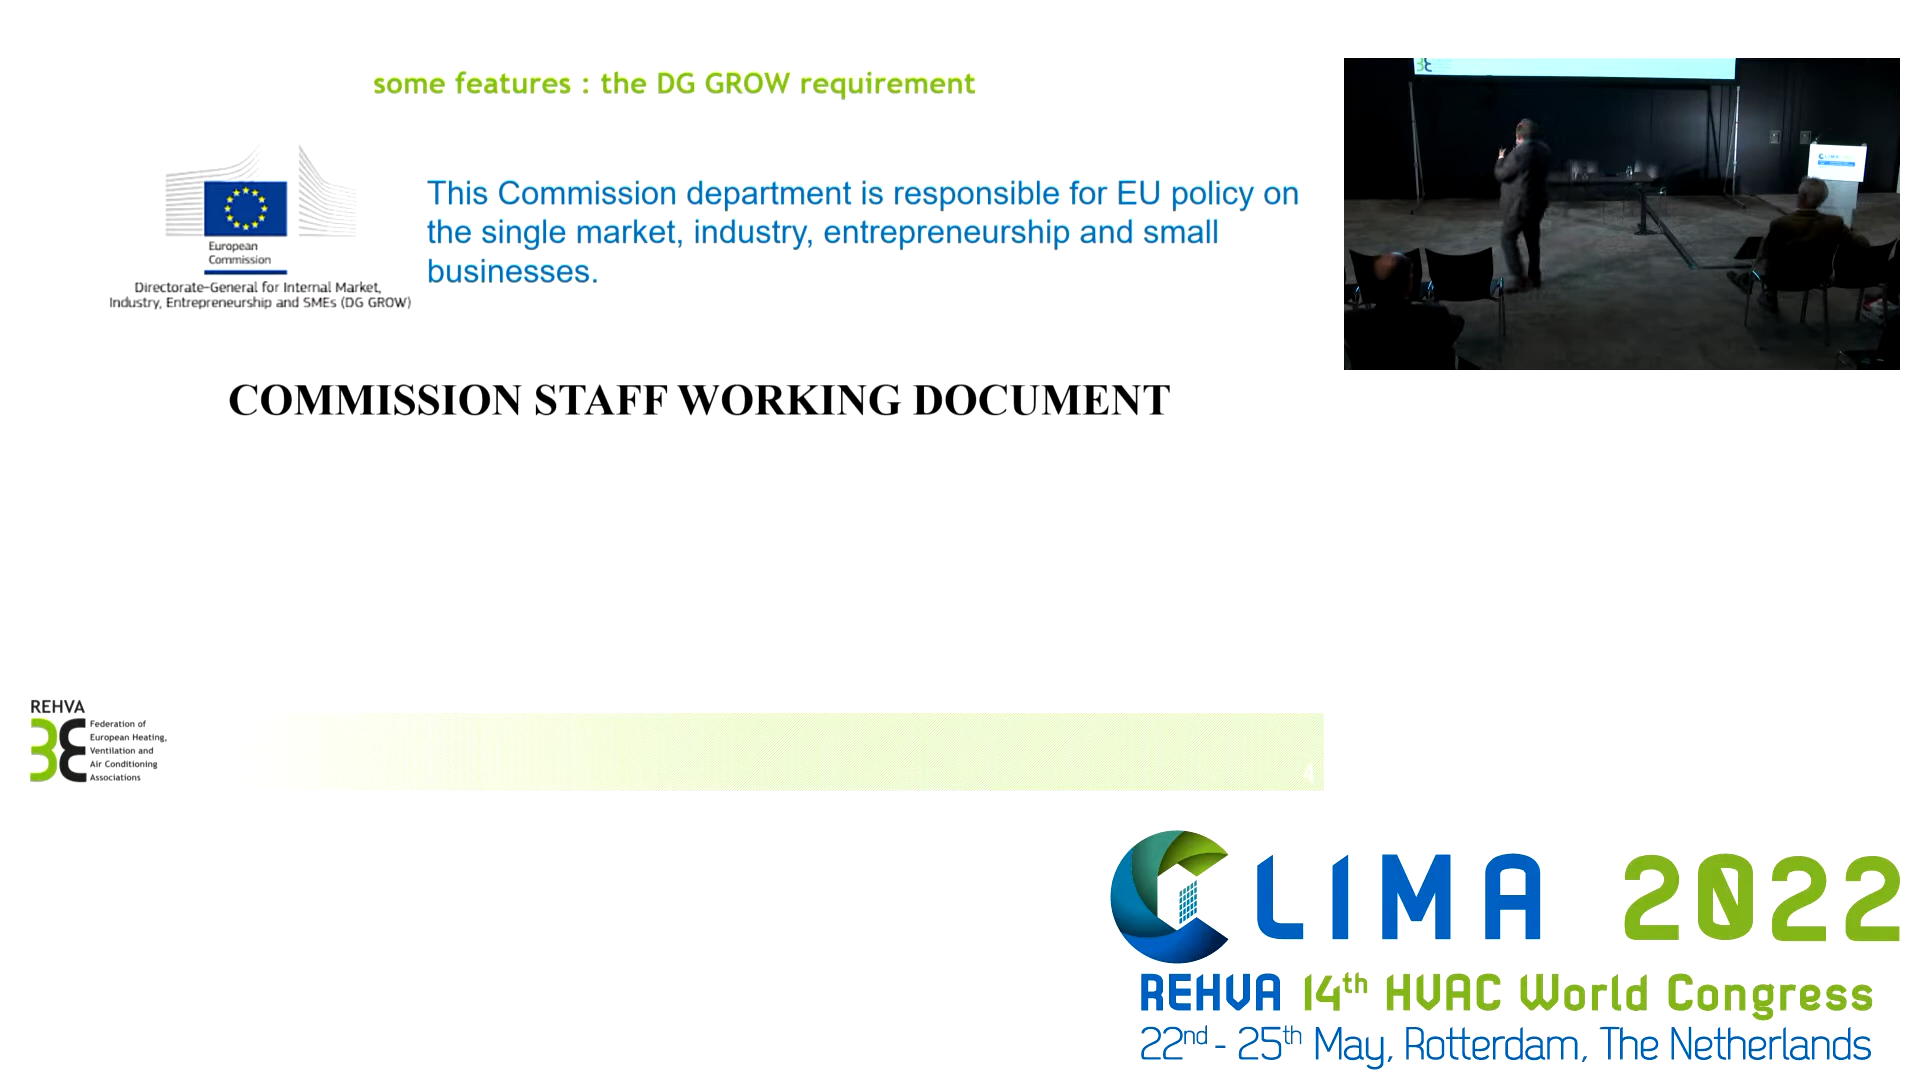 some features : the DG GROW requirement
European
Commission
Directorate-General for Internal Market,
Industry, Entrepreneurship and SMEs (DG GROW)
This Commission department is responsible for EU policy on
the single market, industry, entrepreneurship and small
businesses.
COMMISSION STAFF WORKING DOCUMENT
REHVA
Federation of
European Heating,
Ventilation and
Air Conditioning
Associations
4
CLIMA 2022
REHVA 14th HVAC World Congress
22nd - 25th May, Rotterdam, The Netherlands